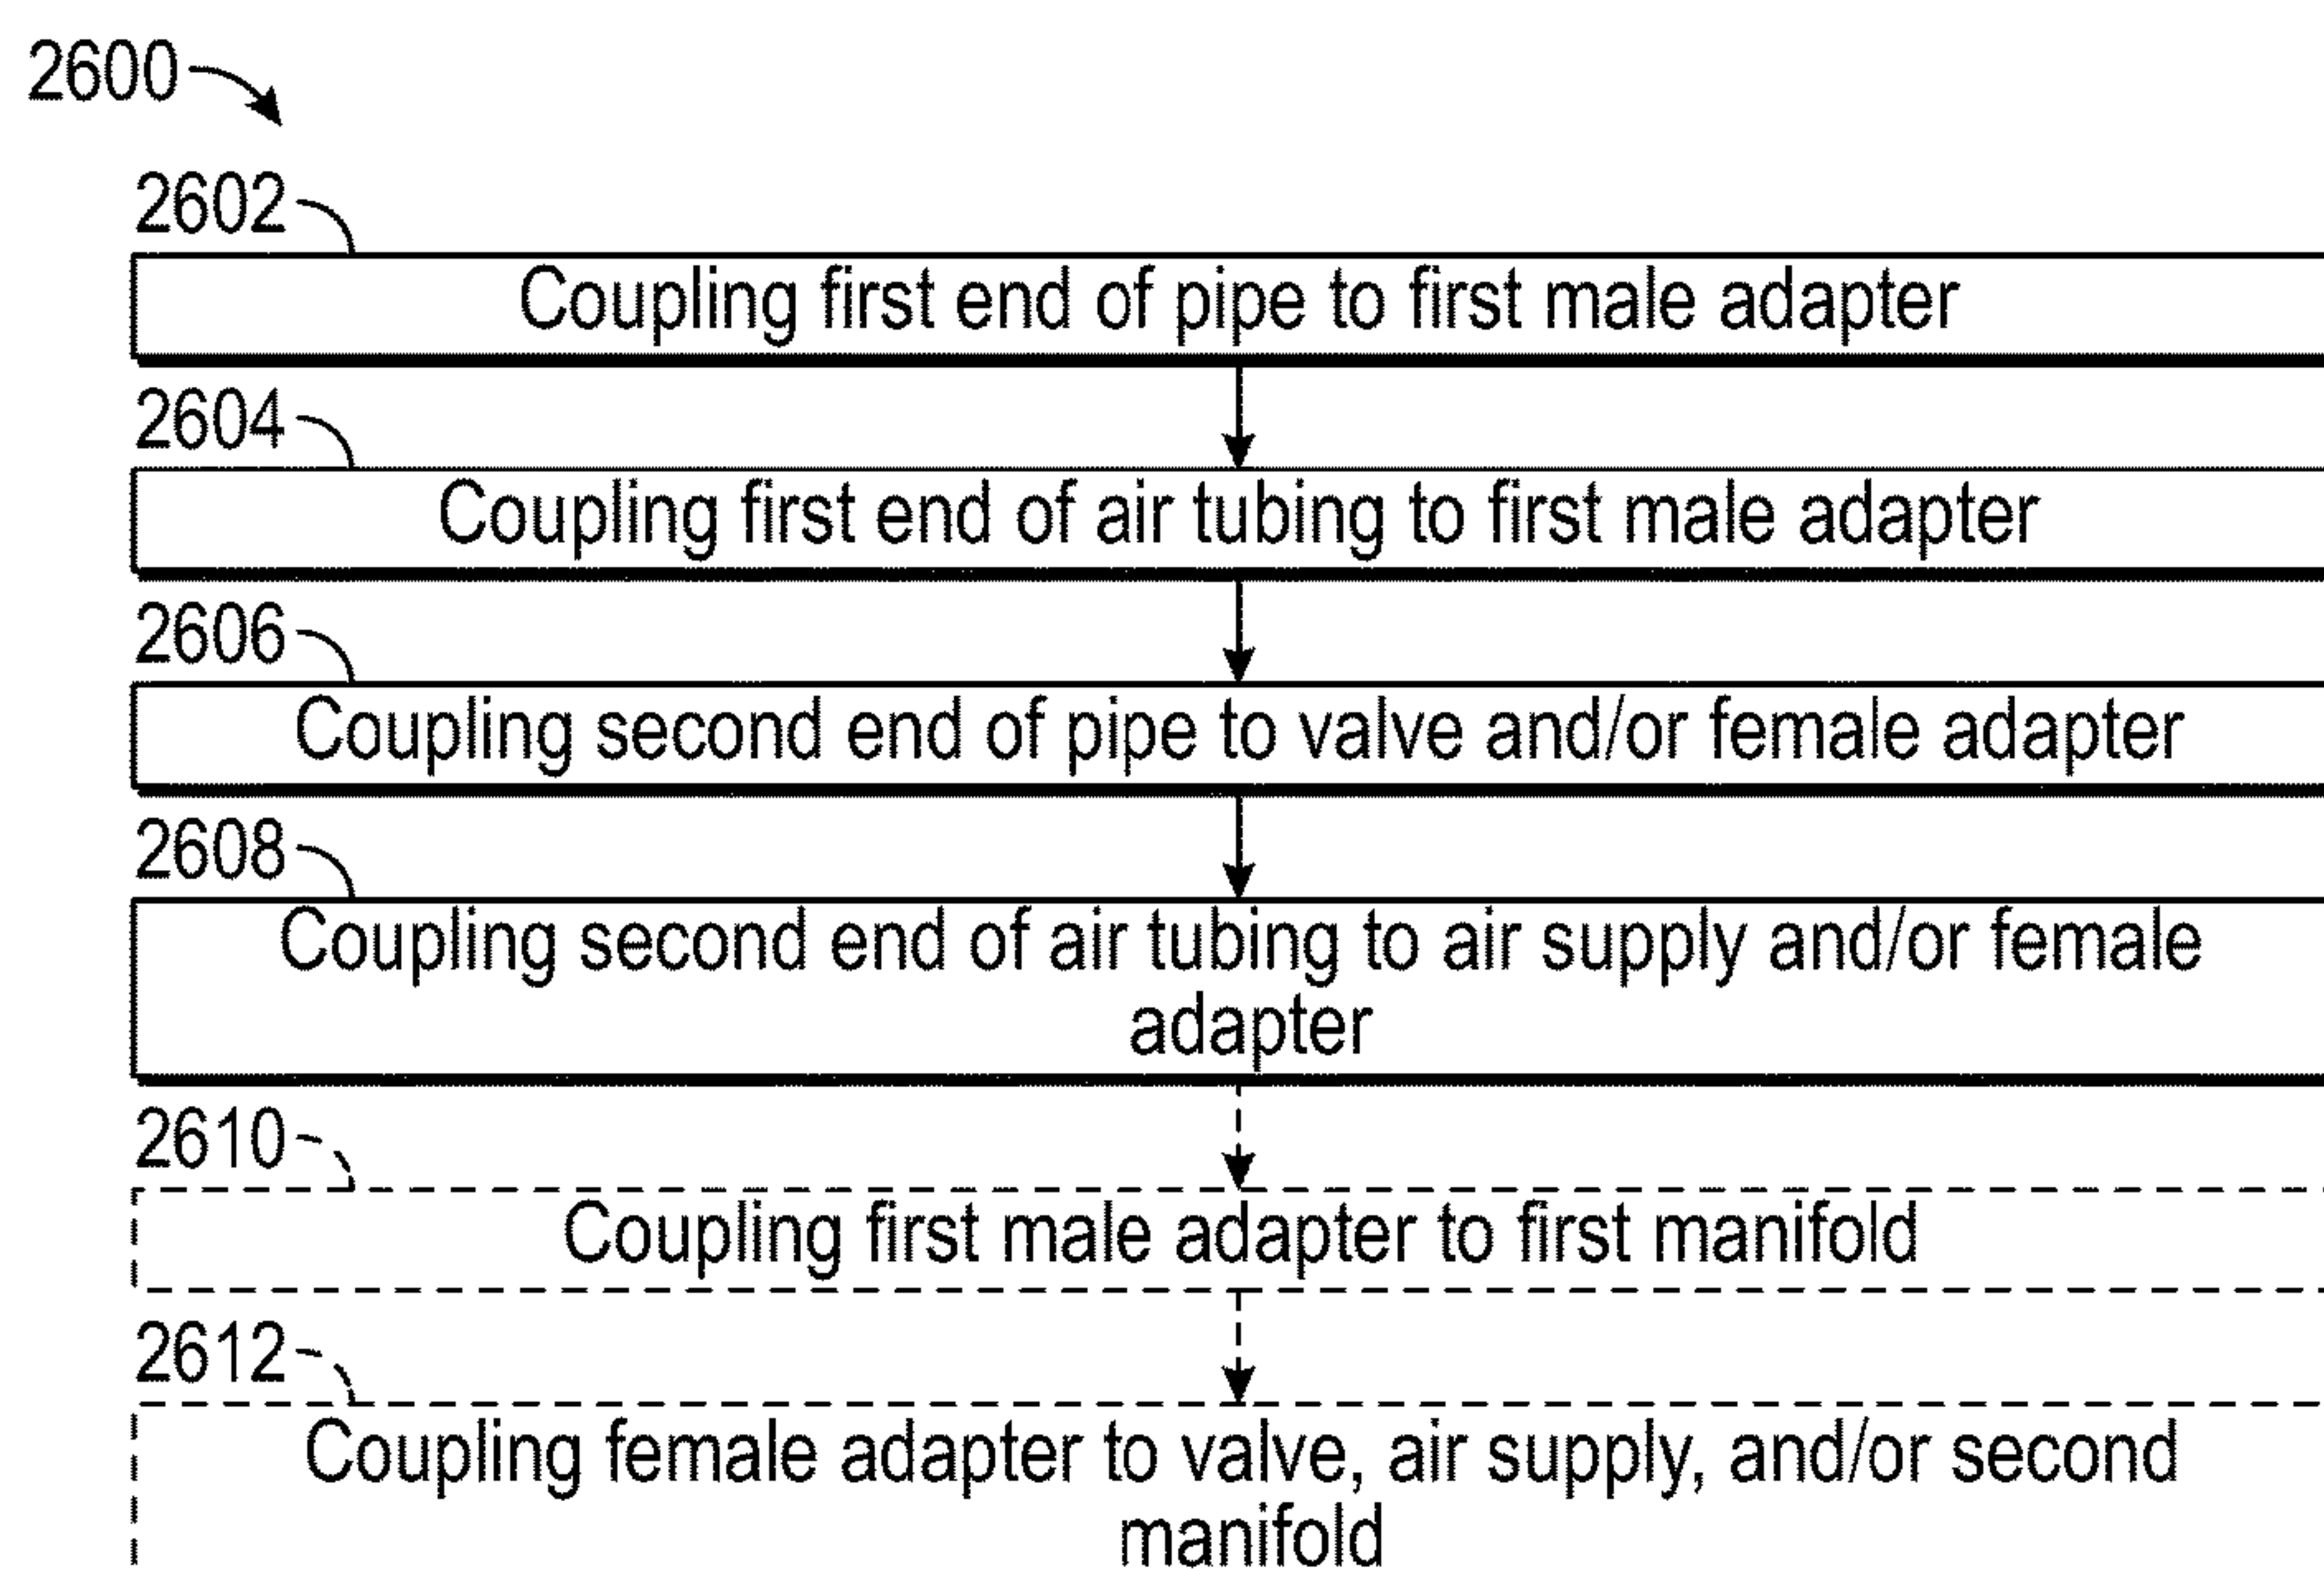 2600
2602
Coupling first end of pipe to first male adapter
2604
Coupling first end of air tubing to first male adapter
2606
Coupling second end of pipe to valve and/or female adapter
2608
Coupling second end of air tubing to air supply and/or female
adapter
2610
Coupling first male adapter to first manifold
2612
Coupling female adapter to valve, air supply, and/or second
manifold